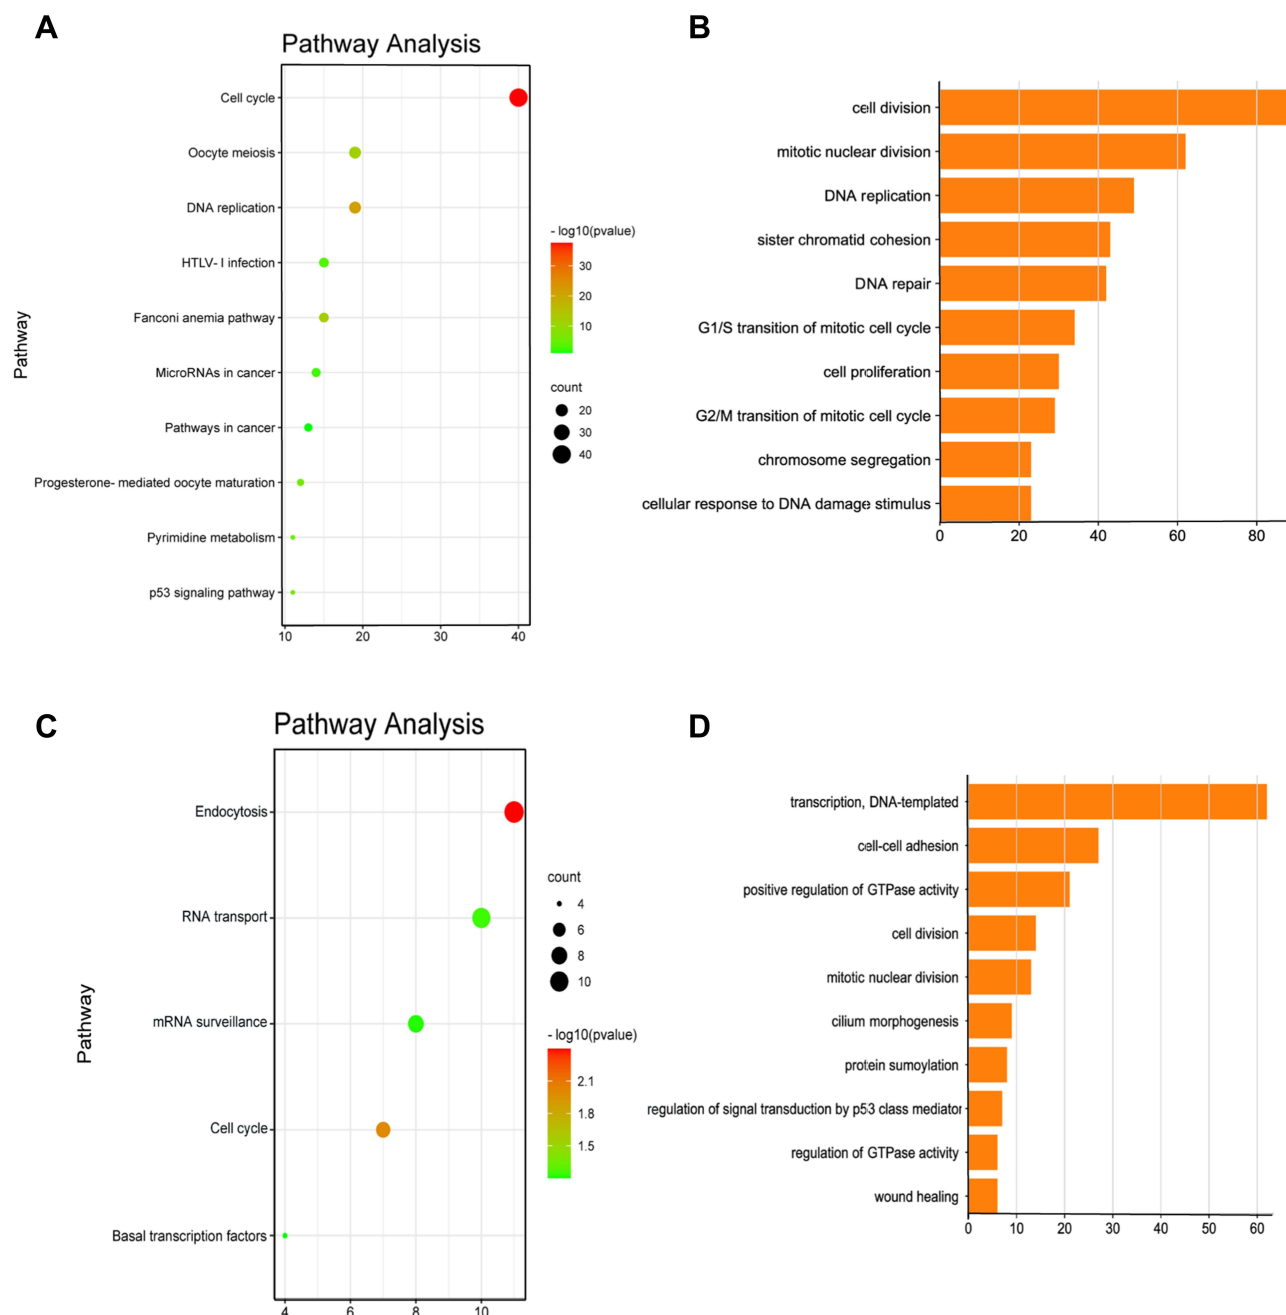 A
Pathway Analysis
Pathway
Cell cycle
Oocyte meiosis
DNA replication
HTLV- I infection
Fanconi anemia pathway
MicroRNAs in cancer
Pathways in cancer
Progesterone- mediated oocyte maturation
Pyrimidine metabolism
p53 signaling pathway
10 20 30 40
- log10(pvalue)
30
20
10
count
20
30
40
B
cell division
mitotic nuclear division
DNA replication
sister chromatid cohesion
DNA repair
G1/S transition of mitotic cell cycle
cell proliferation
G2/M transition of mitotic cell cycle
chromosome segregation
cellular response to DNA damage stimulus
0 20 40 60 80
C
Pathway Analysis
Pathway
Endocytosis
RNA transport
mRNA surveillance
Cell cycle
Basal transcription factors
4 6 8 10
count
4
6
8
10
- log10(pvalue)
2.1
1.8
1.5
D
transcription, DNA-templated
cell-cell adhesion
positive regulation of GTPase activity
cell division
mitotic nuclear division
cilium morphogenesis
protein sumoylation
regulation of signal transduction by p53 class mediator
regulation of GTPase activity
wound healing
0 10 20 30 40 50 60